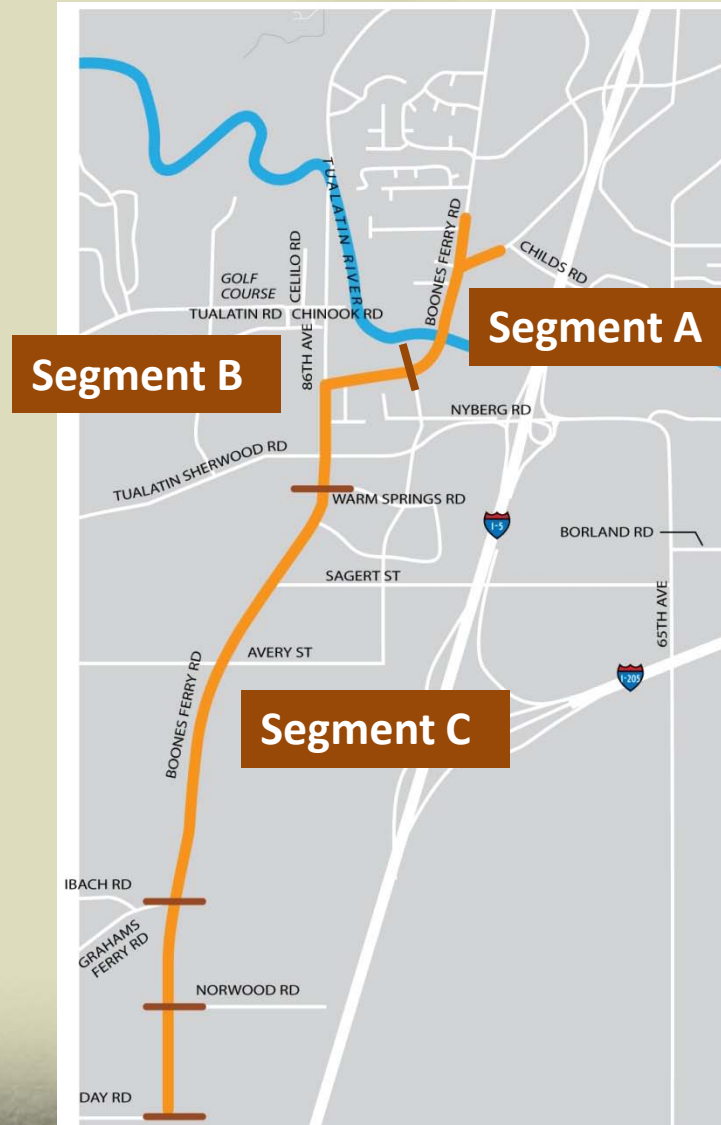 TUALATIN RIVER
BOONES FERRY RD
CHILDS RD
CELILO RD
GOLF
COURSE
TUALATIN RD
CHINOOK RD
Segment A
Segment B
86TH AVE
NYBERG RD
TUALATIN SHERWOOD RD
WARM SPRINGS RD
I-5
BORLAND RD
SAGERT ST
65TH AVE
AVERY ST
I-205
BOONES FERRY RD
Segment C
IBACH RD
GRAHAMS
FERRY RD
NORWOOD RD
DAY RD